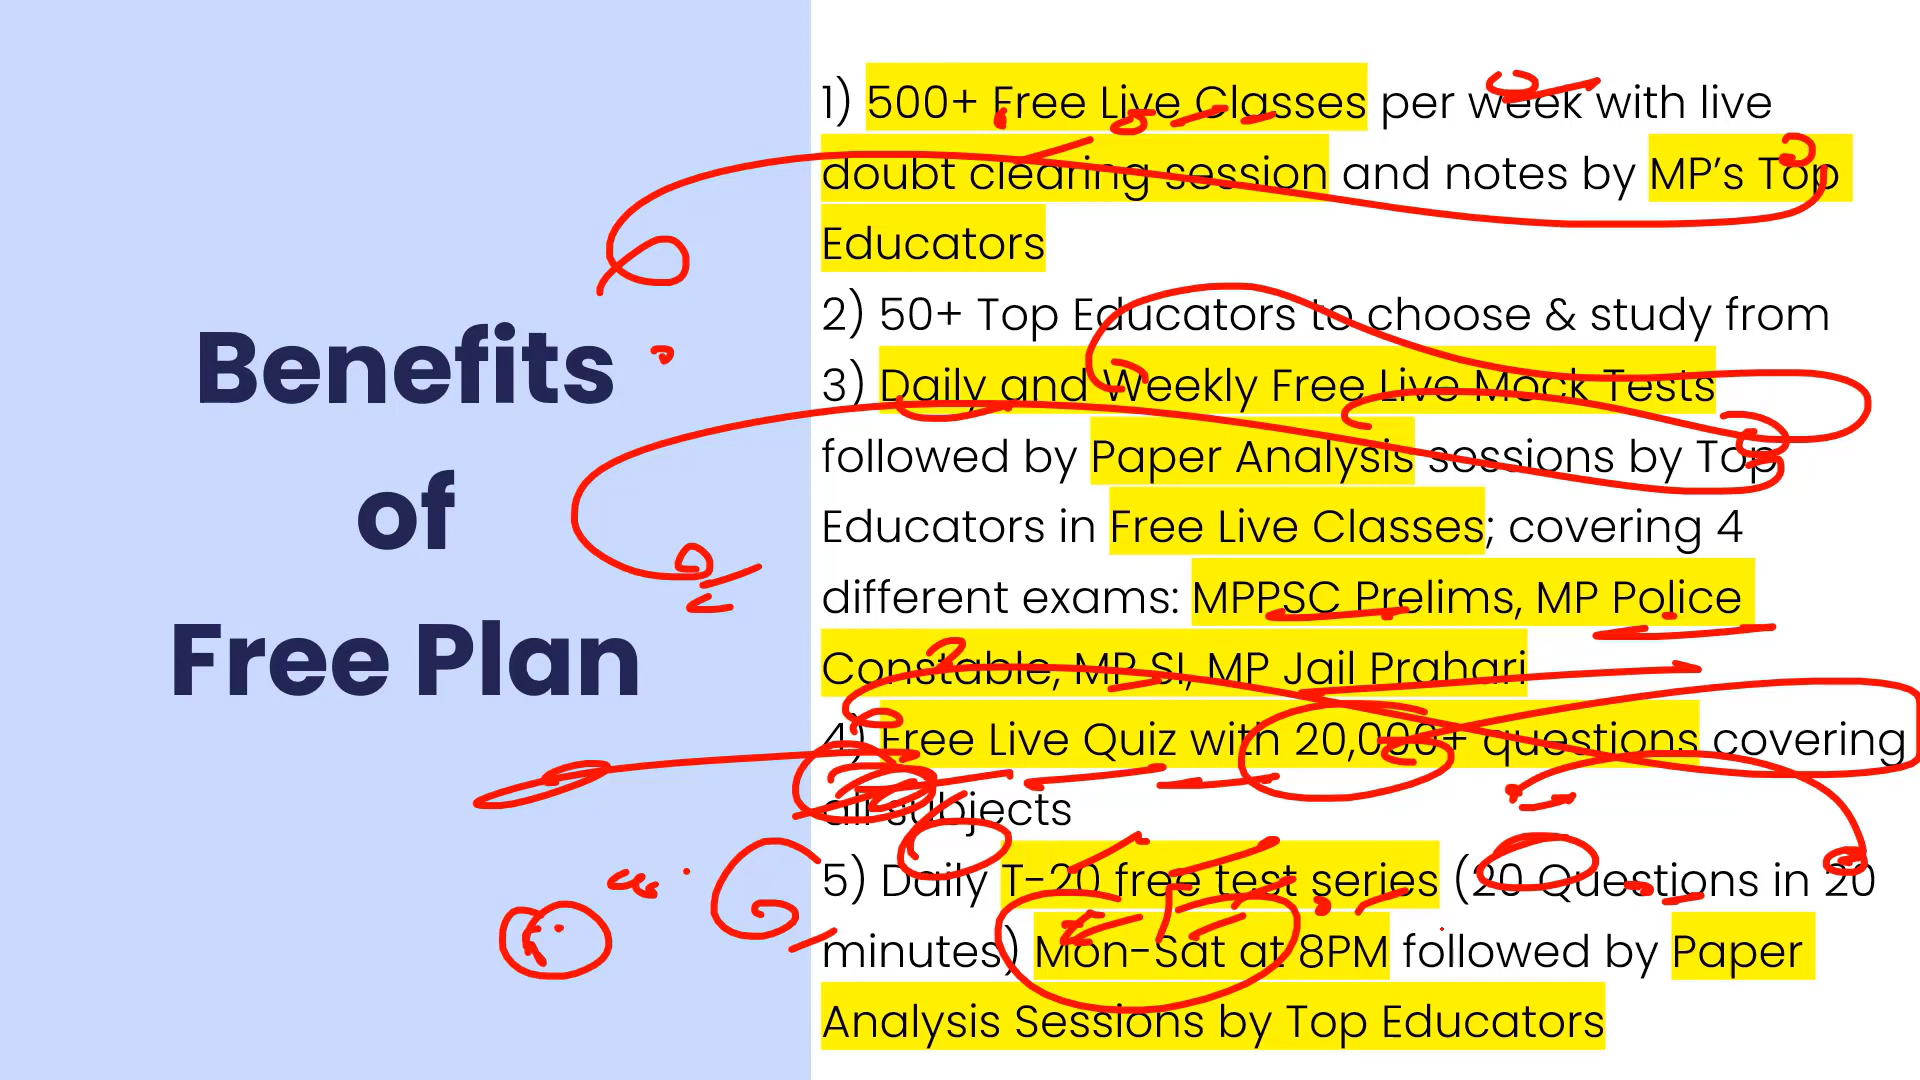 Benefits
of
Free Plan
1) 500+ Free Live Classes per week with live
doubt clearing session and notes by MP’s Top
Educators
2) 50+ Top Educators to choose & study from
3) Daily and Weekly Free Live Mock Tests
followed by Paper Analysis sessions by Top
Educators in Free Live Classes; covering 4
different exams: MPPSC Prelims, MP Police
Constable, MP SI, MP Jail Prahari
4) Free Live Quiz with 20,000+ questions covering
all subjects
5) Daily T-20 free test series (20 Questions in 20
minutes) Mon-Sat at 8PM followed by Paper
Analysis Sessions by Top Educators